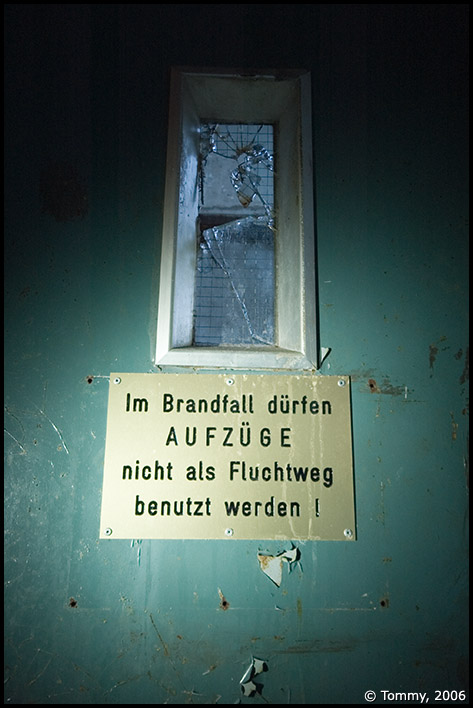 Im Brandfall dürfen
AUFZÜGE
nicht als Fluchtweg
benutzt werden !
© Tommy, 2006